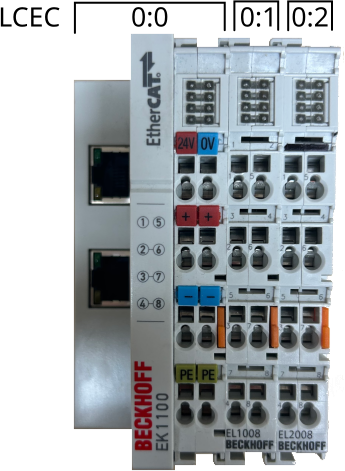 LCEC 0:0 0:1 0:2
EtherCAT
24V 0V
+ +
① ⑤
②-⑥
③-⑦
④-⑧
- -
PE PE
BECKHOFF
EK1100
EL1008
BECKHOFF
EL2008
BECKHOFF